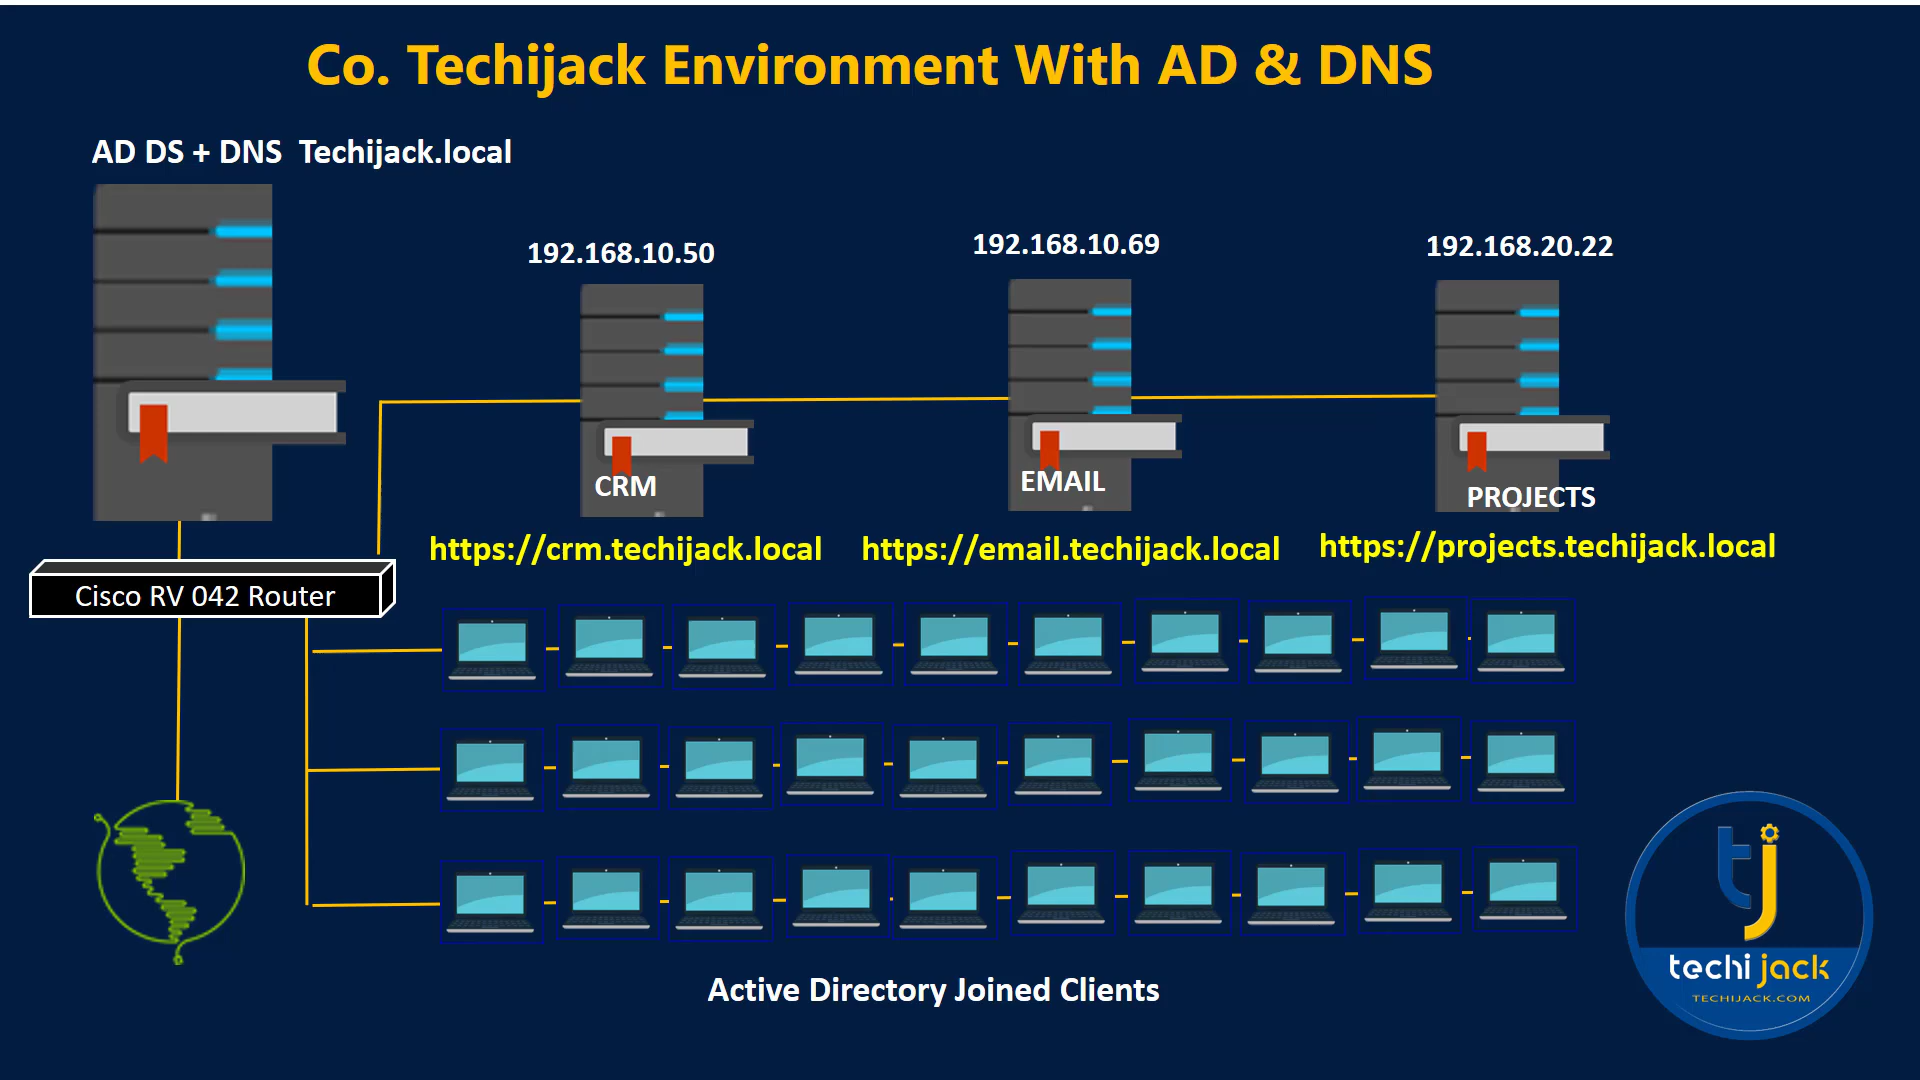 Co. Techijack Environment With AD & DNS
AD DS + DNS  Techijack.local
192.168.10.50
192.168.10.69
192.168.20.22
CRM
EMAIL
PROJECTS
https://crm.techijack.local
https://email.techijack.local
https://projects.techijack.local
Cisco RV 042 Router
Active Directory Joined Clients
tj
techi jack
TECHIJACK.COM